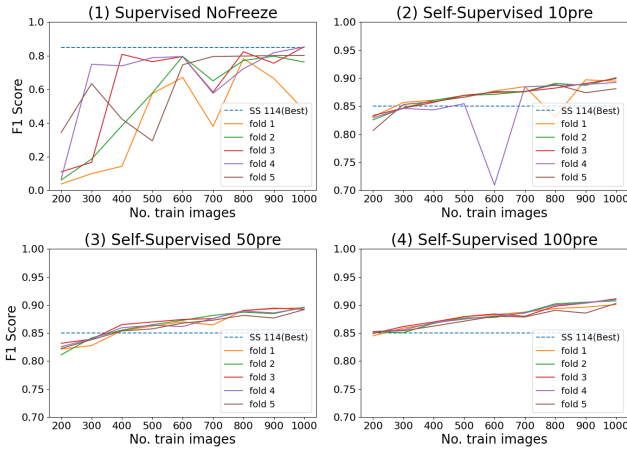 (1) Supervised NoFreeze
1.0
0.8
0.6
0.4
0.2
0.0
F1 Score
200 300 400 500 600 700 800 900 1000
No. train images
SS 114(Best)
fold 1
fold 2
fold 3
fold 4
fold 5
(2) Self-Supervised 10pre
1.00
0.95
0.90
0.85
0.80
0.75
0.70
200 300 400 500 600 700 800 900 1000
No. train images
SS 114(Best)
fold 1
fold 2
fold 3
fold 4
fold 5
(3) Self-Supervised 50pre
1.00
0.95
0.90
0.85
0.80
0.75
0.70
F1 Score
200 300 400 500 600 700 800 900 1000
No. train images
SS 114(Best)
fold 1
fold 2
fold 3
fold 4
fold 5
(4) Self-Supervised 100pre
1.00
0.95
0.90
0.85
0.80
0.75
0.70
200 300 400 500 600 700 800 900 1000
No. train images
SS 114(Best)
fold 1
fold 2
fold 3
fold 4
fold 5